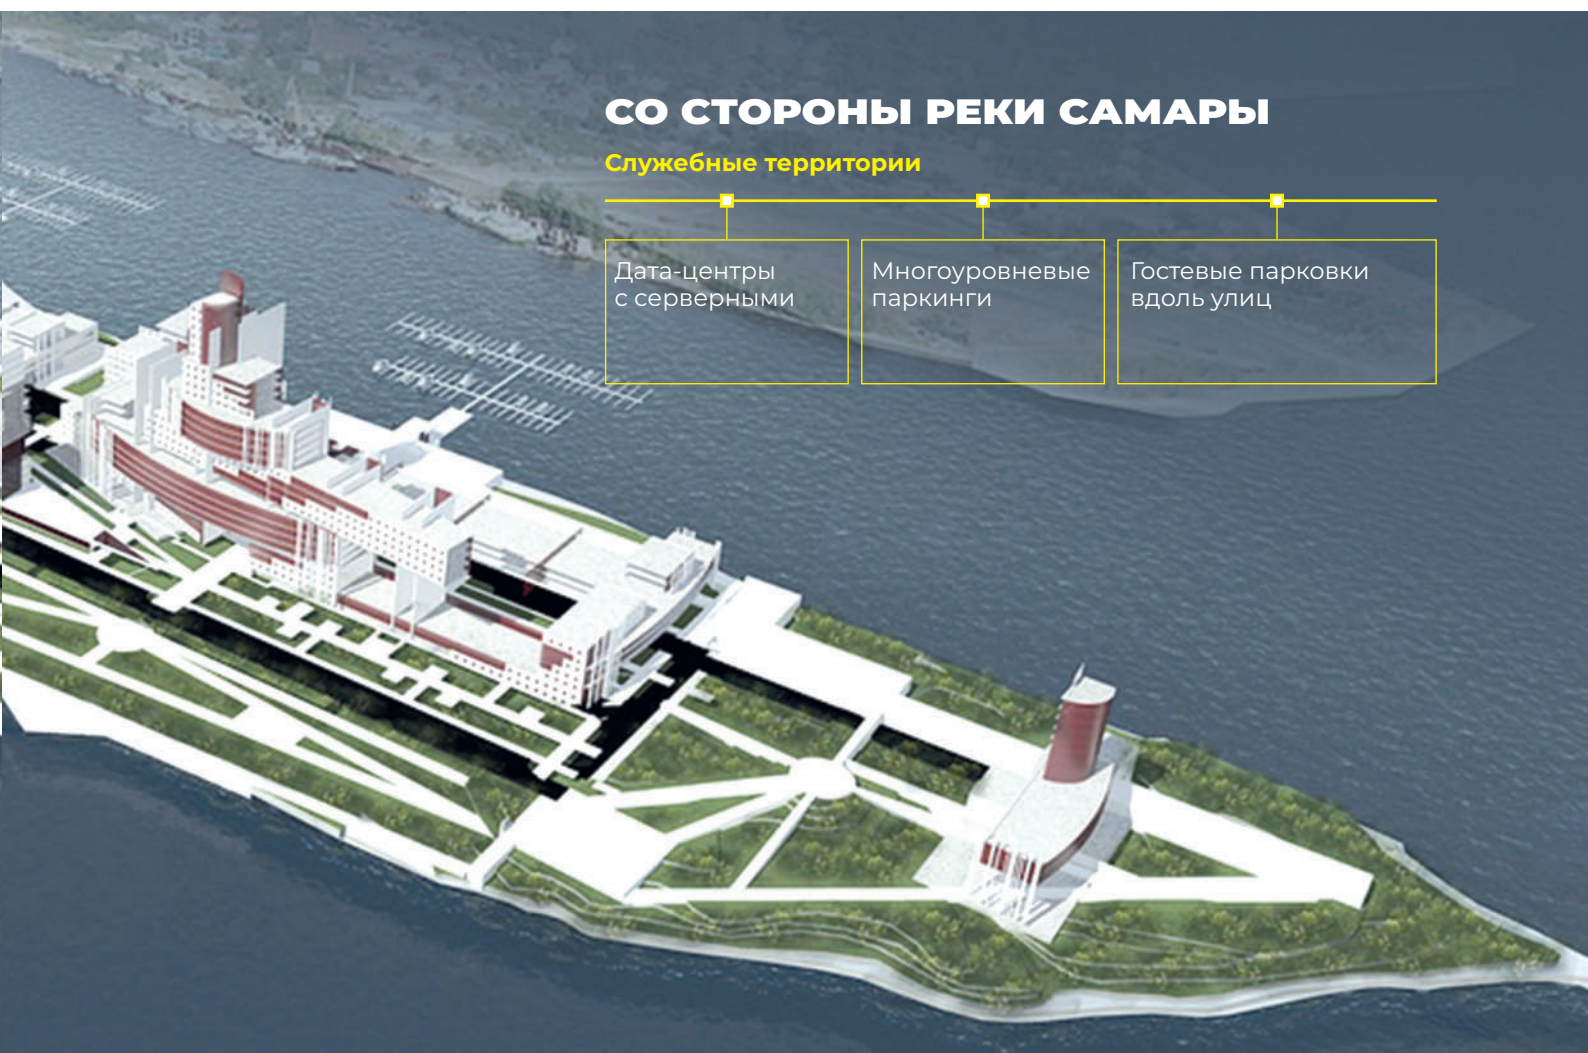 СО СТОРОНЫ РЕКИ САМАРЫ
Служебные территории
Дата-центры
с серверными
Многоуровневые
паркинги
Гостевые парковки
вдоль улиц